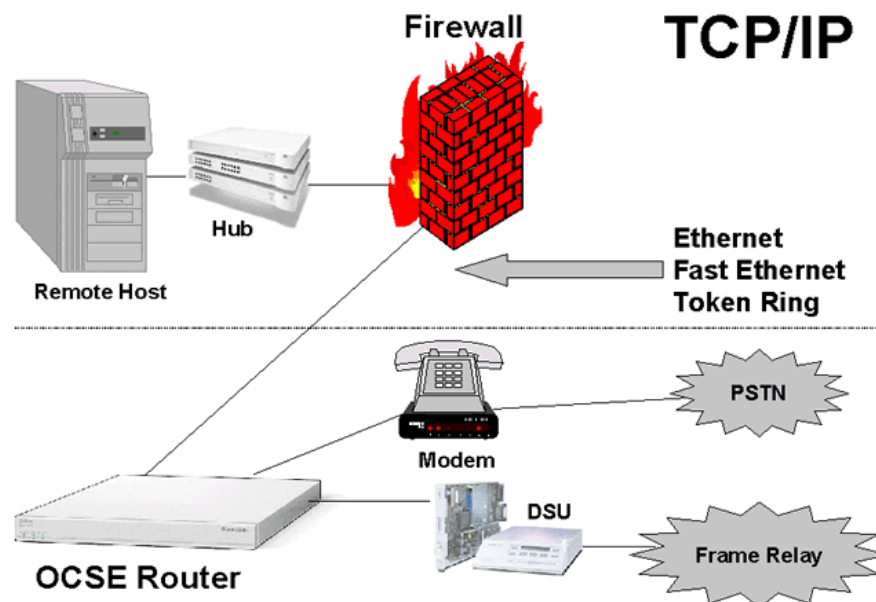 TCP/IP
Firewall
Hub
Remote Host
Ethernet
Fast Ethernet
Token Ring
PSTN
Modem
DSU
Frame Relay
OCSE Router